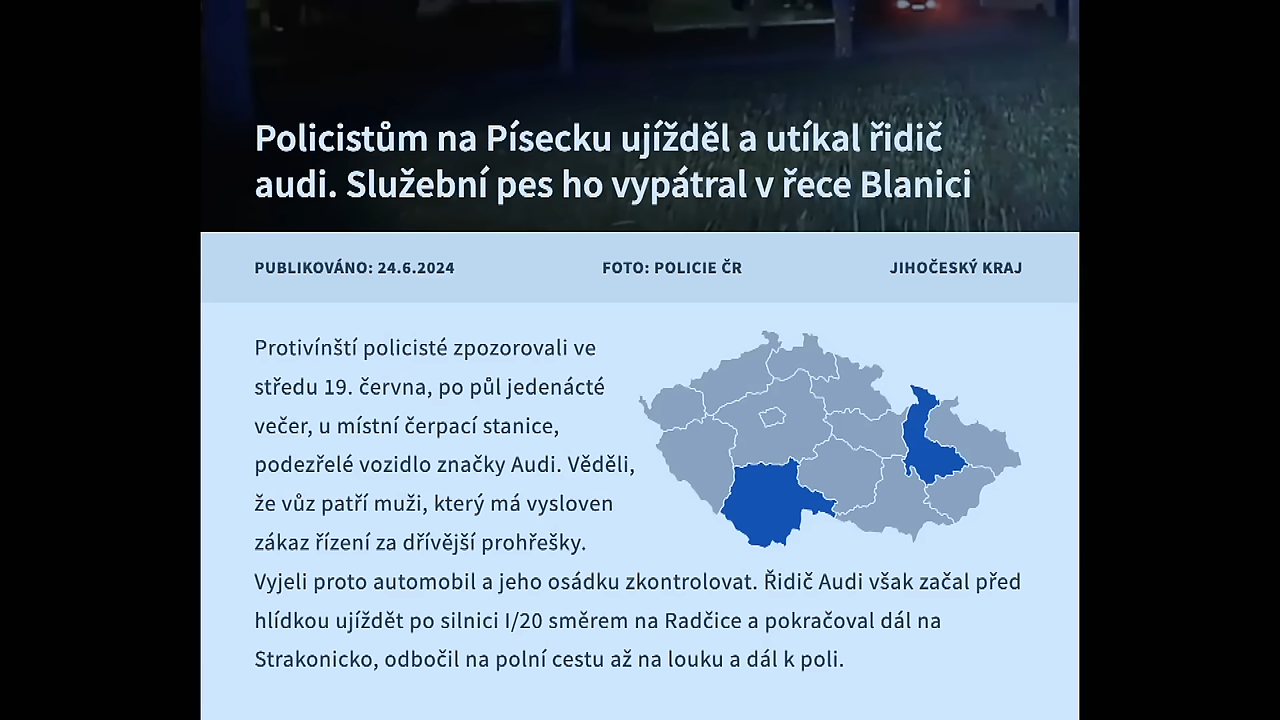 Policistům na Písecku ujížděl a utíkal řidič
audi. Služební pes ho vypátral v řece Blanici
PUBLIKOVÁNO: 24.6.2024
FOTO: POLICIE ČR
JIHOČESKÝ KRAJ
Protivínští policisté zpozorovali ve
středu 19. června, po půl jedenácté
večer, u místní čerpací stanice,
podezřelé vozidlo značky Audi. Věděli,
že vůz patří muži, který má vysloven
zákaz řízení za dřívější prohřešky.
Vyjeli proto automobil a jeho osádku zkontrolovat. Řidič Audi však začal před
hlídkou ujíždět po silnici I/20 směrem na Radčice a pokračoval dál na
Strakonicko, odbočil na polní cestu až na louku a dál k poli.